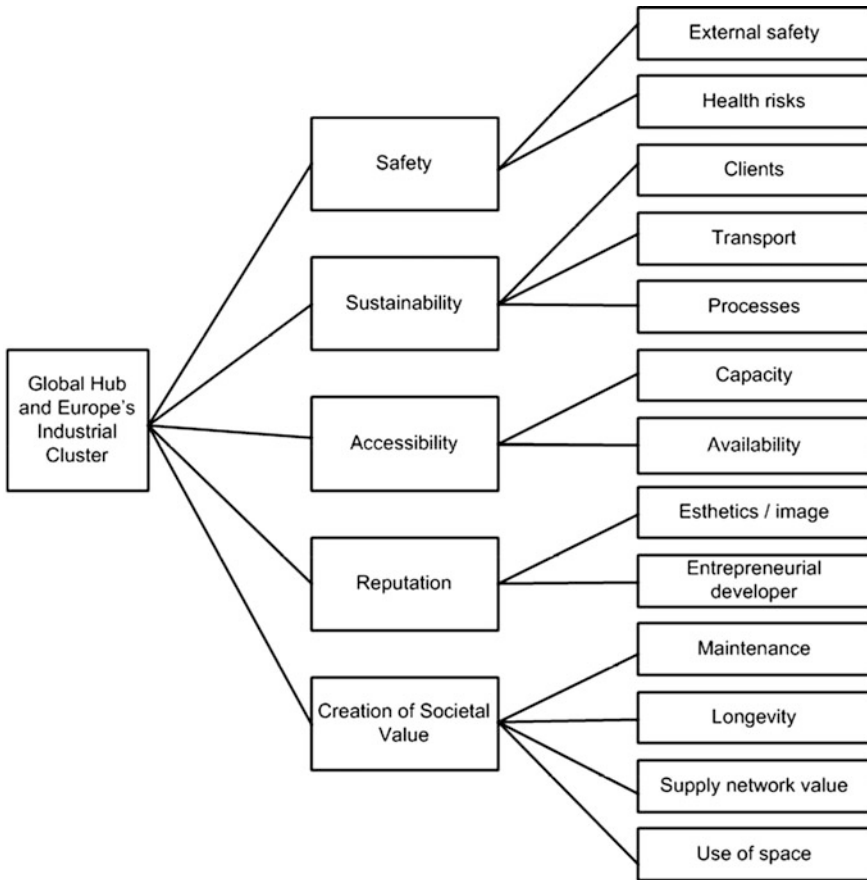 Global Hub
and Europe's
Industrial
Cluster
Safety
Sustainability
Accessibility
Reputation
Creation of Societal
Value
External safety
Health risks
Clients
Transport
Processes
Capacity
Availability
Esthetics / image
Entrepreneurial
developer
Maintenance
Longevity
Supply network value
Use of space